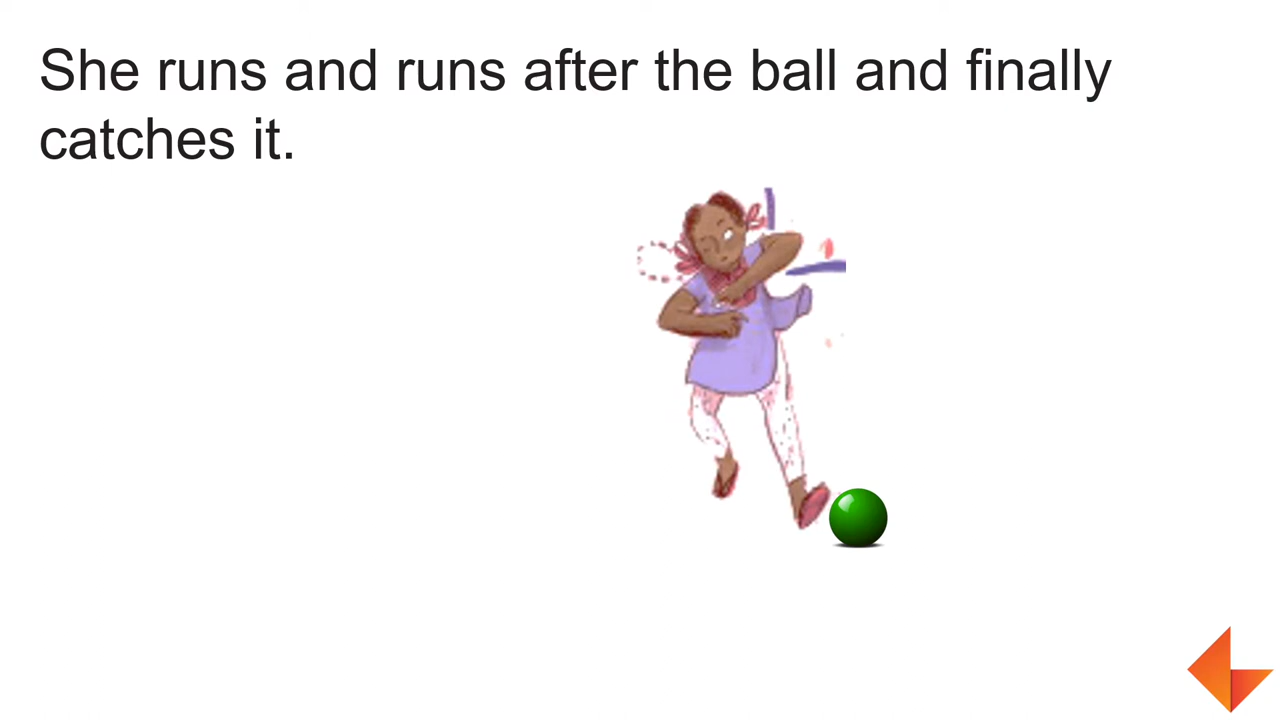 She runs and runs after the ball and finally
catches it.